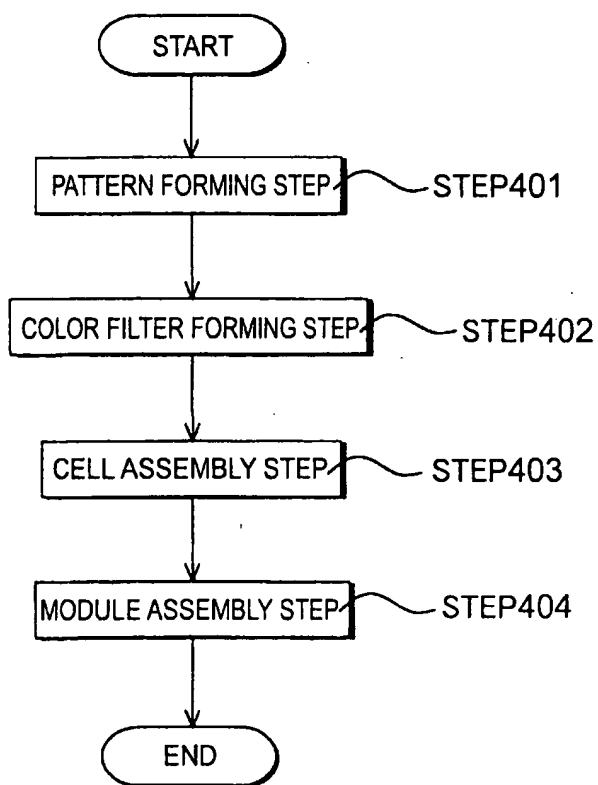 START
PATTERN FORMING STEP STEP401
COLOR FILTER FORMING STEP STEP402
CELL ASSEMBLY STEP STEP403
MODULE ASSEMBLY STEP STEP404
END